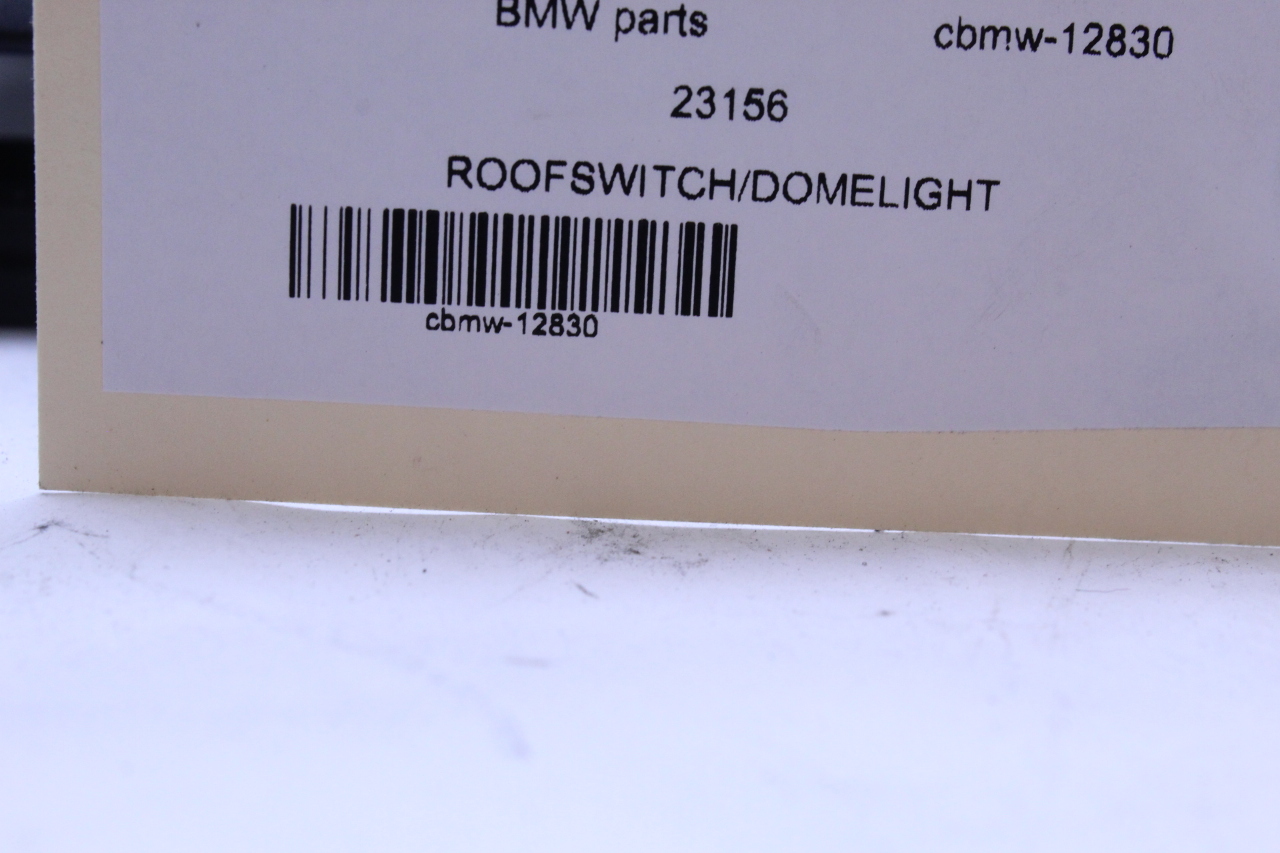 BMW parts cbmw-12830
23156
ROOFSWITCH/DOMELIGHT
cbmw-12830